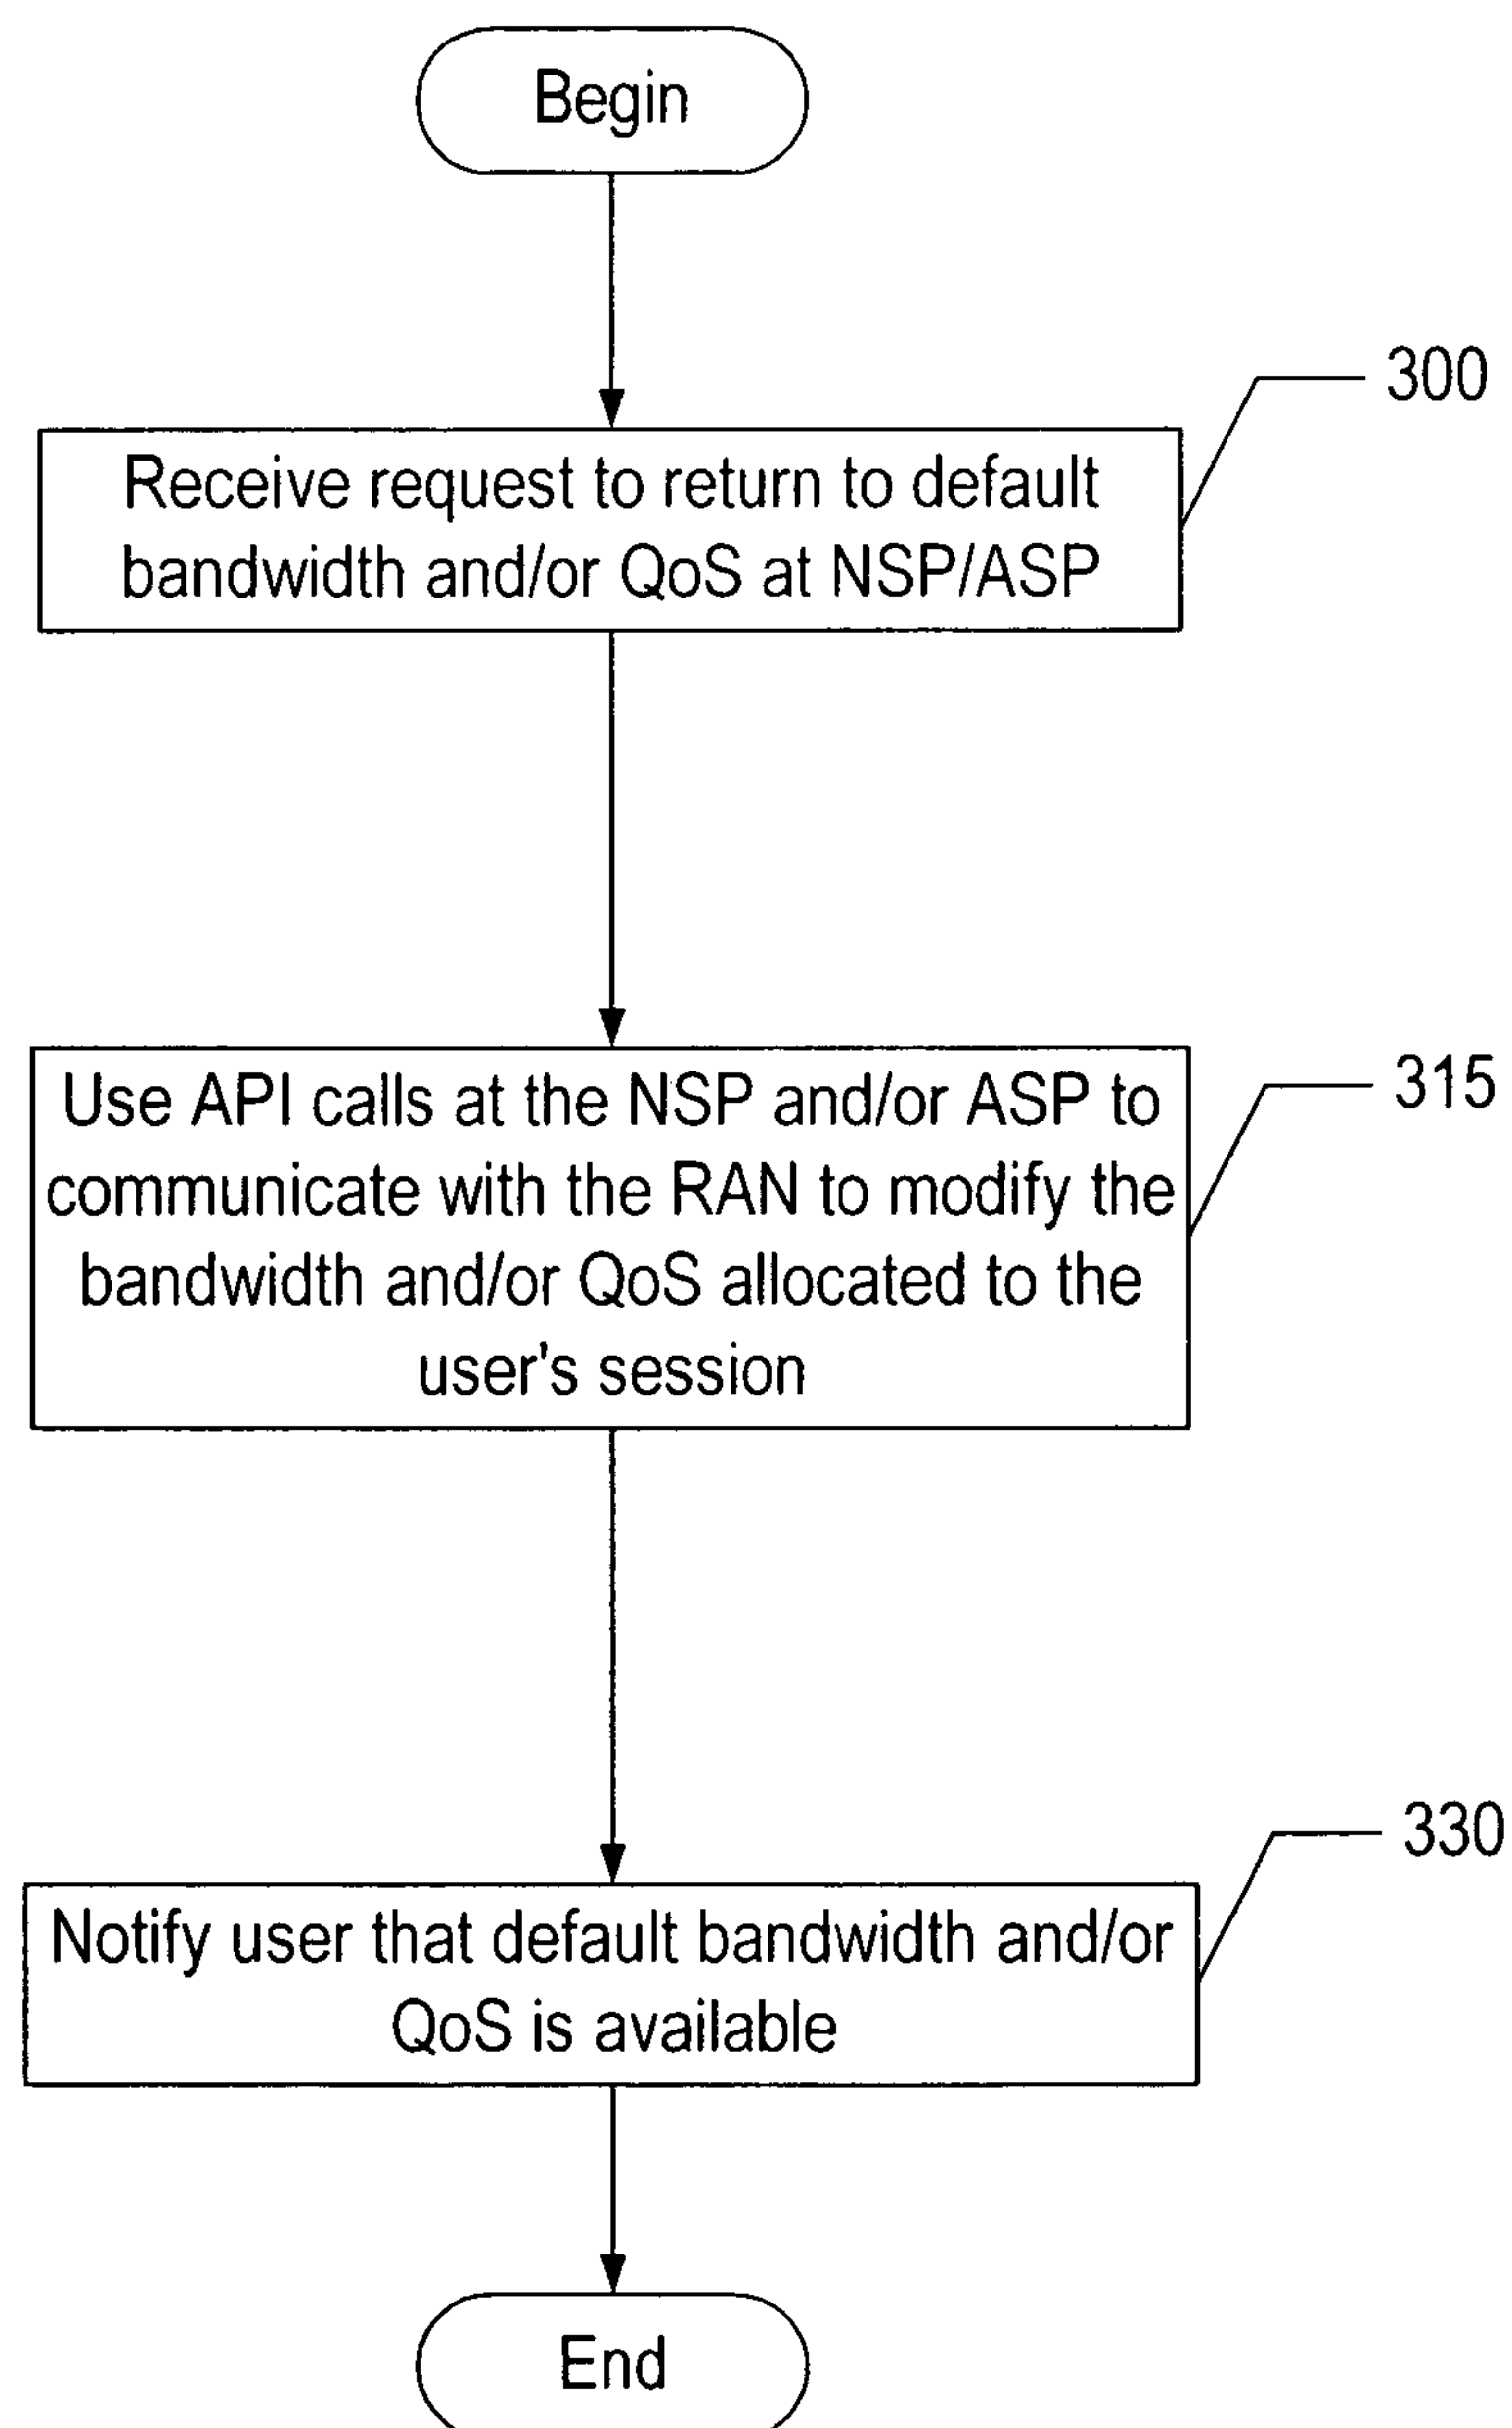 Begin
300
Receive request to return to default
bandwidth and/or QoS at NSP/ASP
315
Use API calls at the NSP and/or ASP to
communicate with the RAN to modify the
bandwidth and/or QoS allocated to the
user's session
330
Notify user that default bandwidth and/or
QoS is available
End